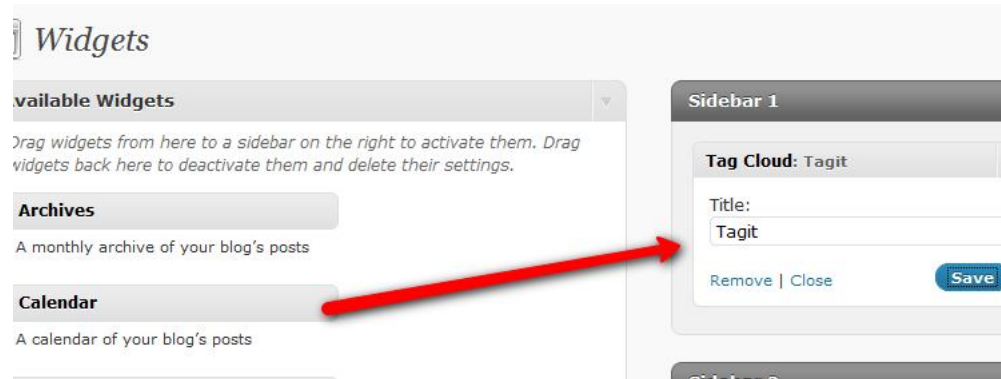 Widgets
vailable Widgets
Drag widgets from here to a sidebar on the right to activate them. Drag
widgets back here to deactivate them and delete their settings.
Archives
A monthly archive of your blog's posts
Calendar
A calendar of your blog's posts
Sidebar 1
Tag Cloud: Tagit
Title:
Tagit
Remove | Close
Save